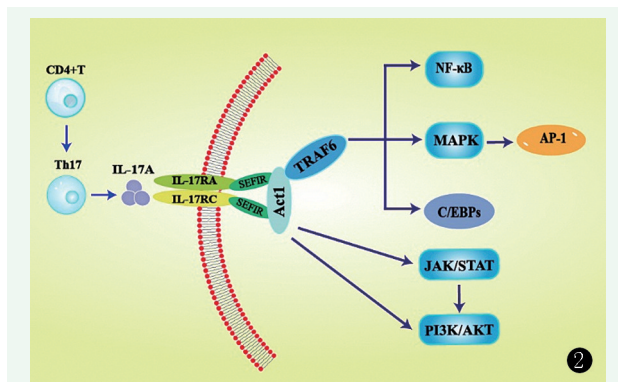 CD4+T
Th17
IL-17A
IL-17RA
IL-17RC
SEFIR
SEFIR
Act1
TRAF6
NF-κB
MAPK
AP-1
C/EBPs
JAK/STAT
PI3K/AKT
2